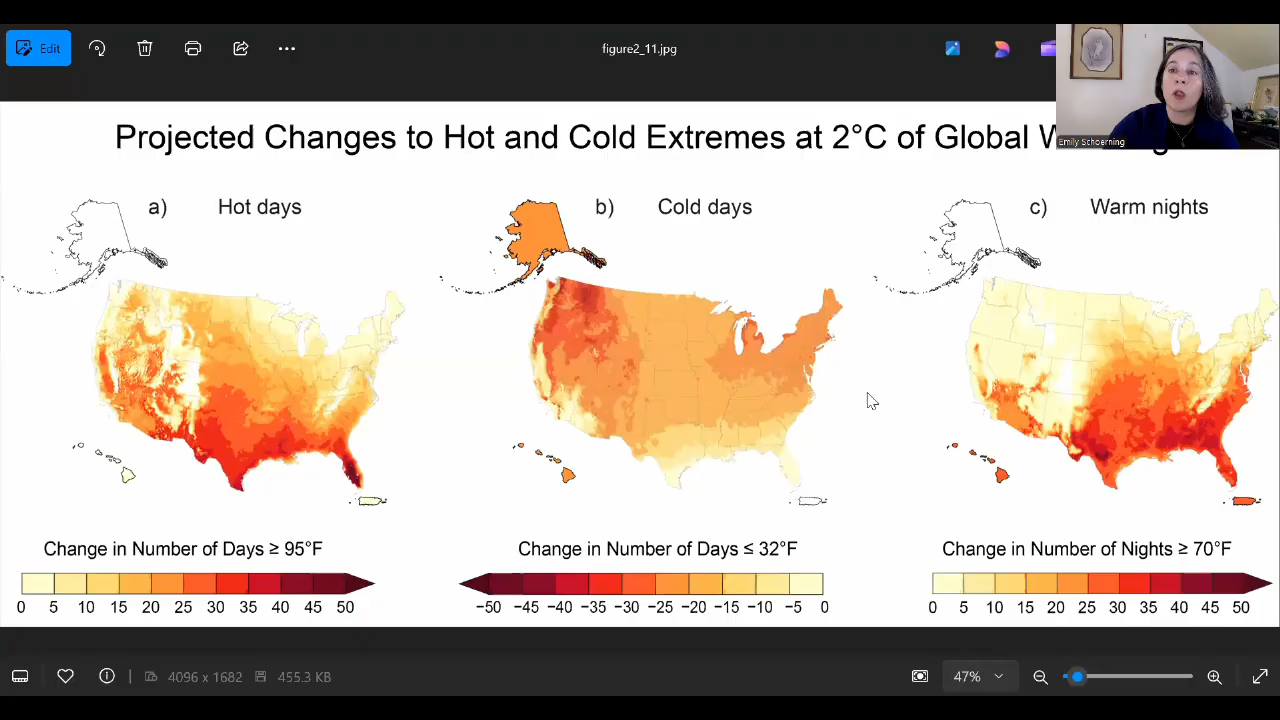 Edit
figure2_11.jpg
Emily Schoerning
Projected Changes to Hot and Cold Extremes at 2°C of Global
a) Hot days
b) Cold days
c) Warm nights
Change in Number of Days ≥ 95°F
0 5 10 15 20 25 30 35 40 45 50
Change in Number of Days ≤ 32°F
−50 −45 −40 −35 −30 −25 −20 −15 −10 −5 0
Change in Number of Nights ≥ 70°F
0 5 10 15 20 25 30 35 40 45 50
4096 x 1682
455.3 KB
47%